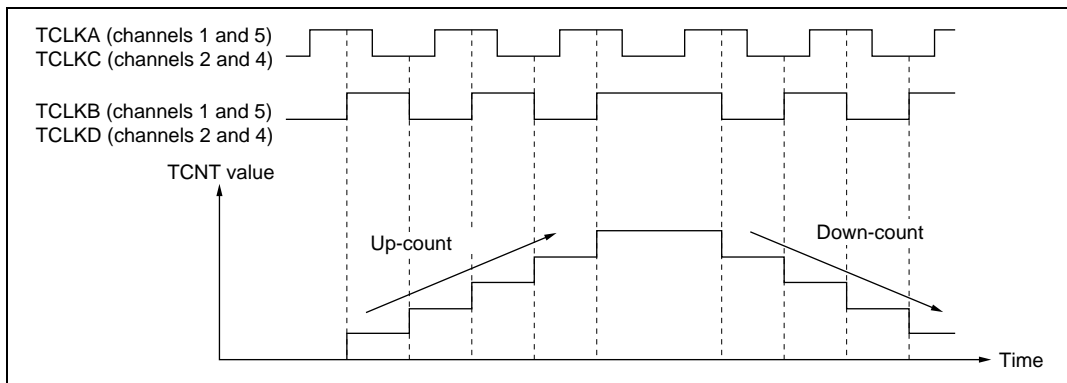 TCLKA (channels 1 and 5)
TCLKC (channels 2 and 4)
TCLKB (channels 1 and 5)
TCLKD (channels 2 and 4)
TCNT value
Up-count
Down-count
Time